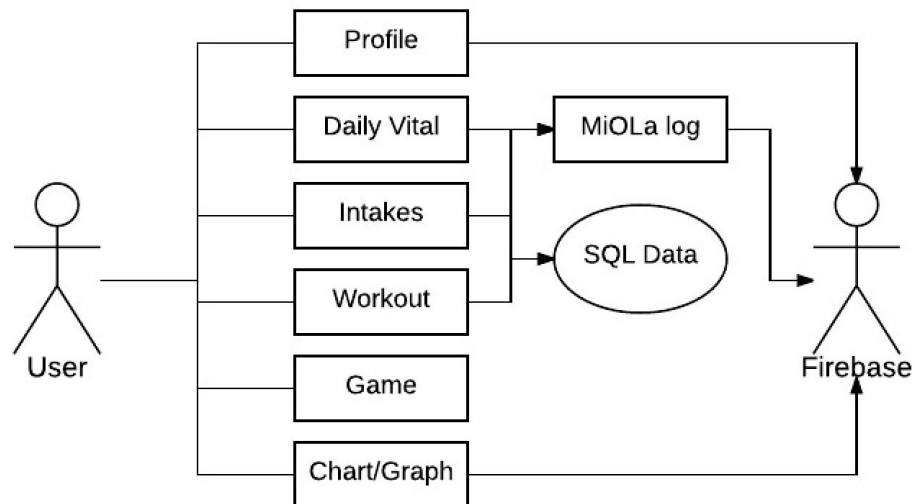 Profile
Daily Vital
MiOLa log
Intakes
SQL Data
Workout
User
Firebase
Game
Chart/Graph